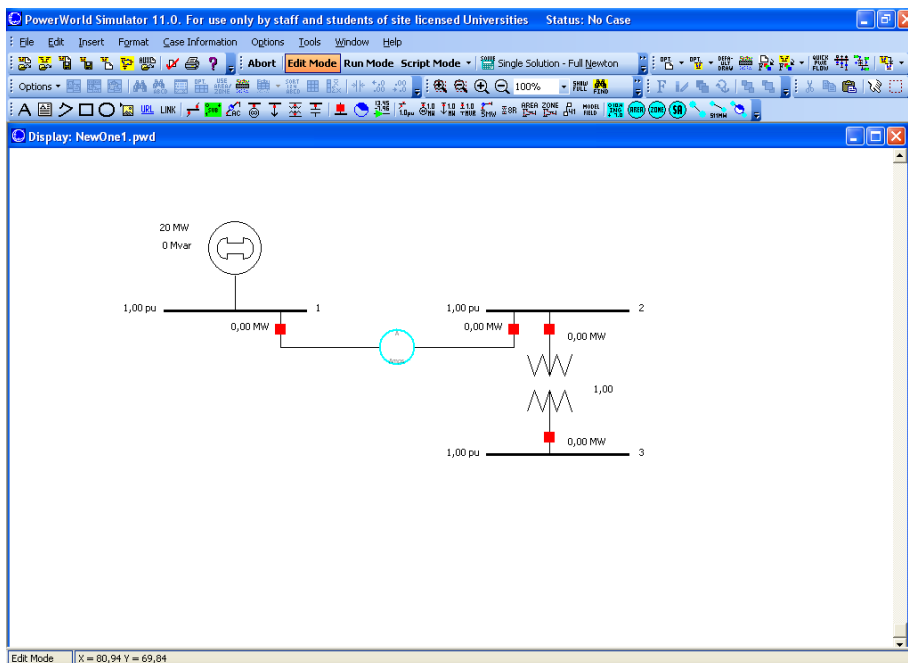 PowerWorld Simulator 11.0. For use only by staff and students of site licensed Universities Status: No Case
File Edit Insert Format Case Information Options Tools Window Help
Abort Edit Mode Run Mode Script Mode Single Solution - Full Newton
Options 100%
A URL LINK
Display: NewOne1.pwd
20 MW
0 Mvar
1,00 pu 1 1,00 pu 2
0,00 MW 0,00 MW
0,00 MW
A
Amps
1,00
0,00 MW
1,00 pu 3
Edit Mode X = 80,94 Y = 69,84